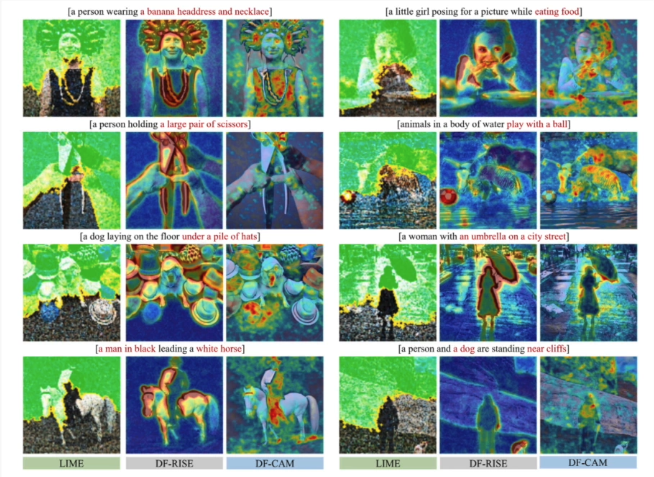 [a person wearing a banana headdress and necklace]
[a little girl posing for a picture while eating food]
[a person holding a large pair of scissors]
[animals in a body of water play with a ball]
[a dog laying on the floor under a pile of hats]
[a woman with an umbrella on a city street]
[a man in black leading a white horse]
[a person and a dog are standing near cliffs]
LIME DF-RISE DF-CAM LIME DF-RISE DF-CAM